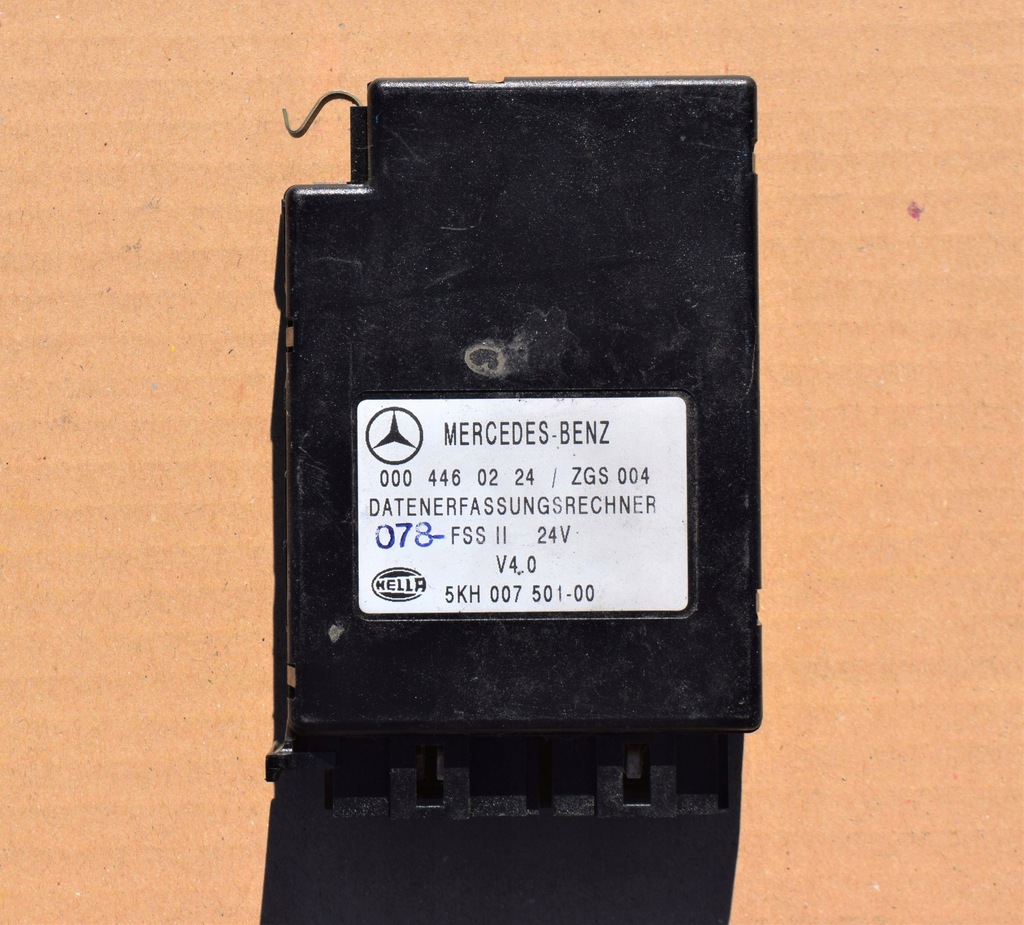 MERCEDES-BENZ
000 446 02 24 / ZGS 004
DATENERFASSUNGSRECHNER
078-FSS II 24V
V4.0
HELLA 5KH 007 501-00